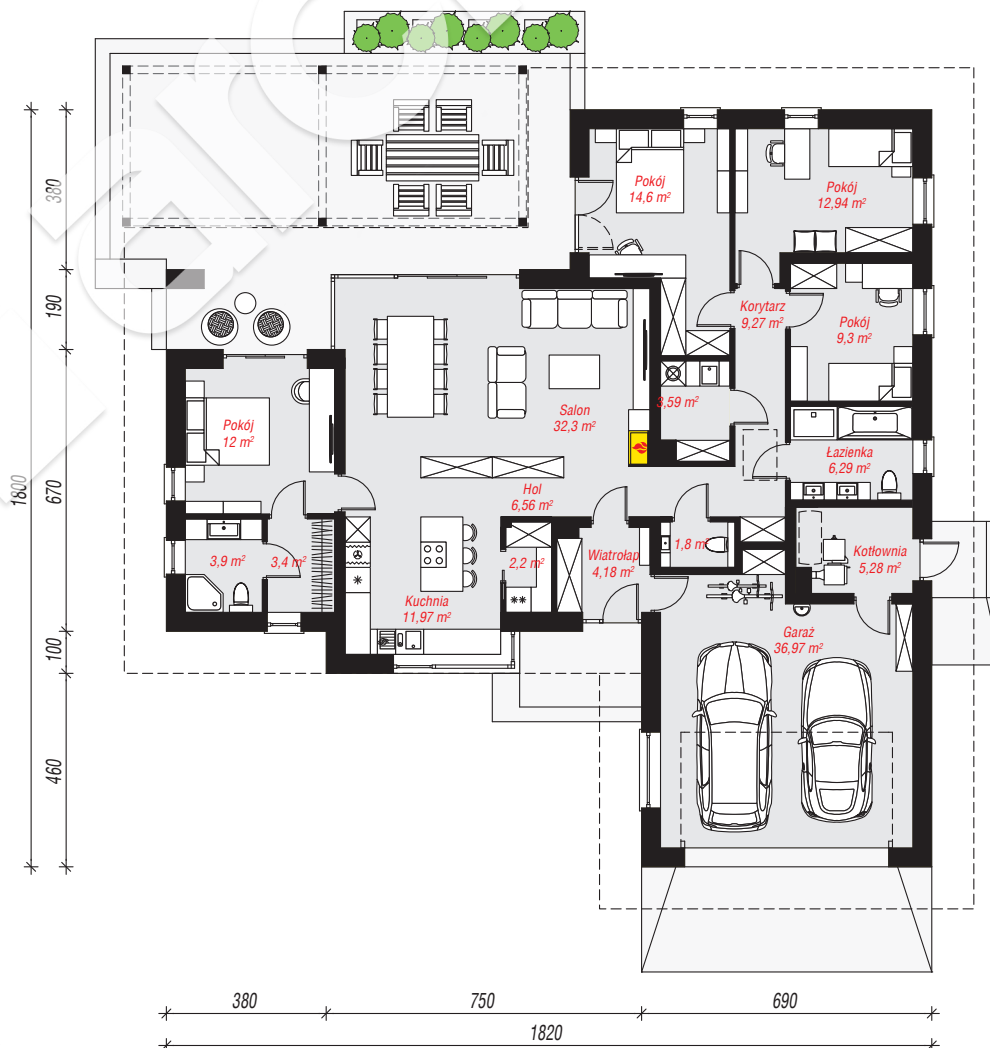 Pokój
14,6 m²
Pokój
12,94 m²
Korytarz
9,27 m²
Pokój
9,3 m²
3,59 m²
Salon
32,3 m²
Pokój
12 m²
Łazienka
6,29 m²
Hol
6,56 m²
3,9 m²
3,4 m²
2,2 m²
Wiatrołap
4,18 m²
1,8 m²
Kotłownia
5,28 m²
Kuchnia
11,97 m²
Garaż
36,97 m²
380
190
670
100
460
1800
380
750
690
1820